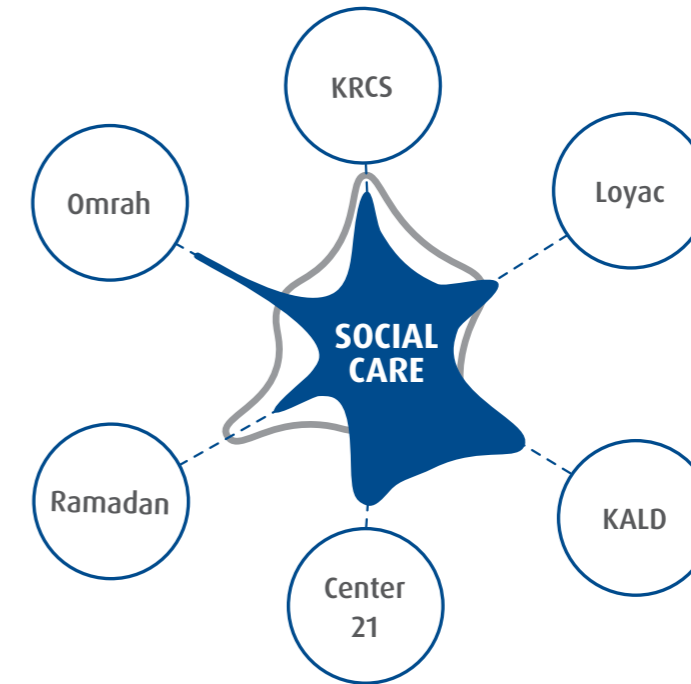 KRCS
Omrah
Loyac
SOCIAL
CARE
Ramadan
KALD
Center
21